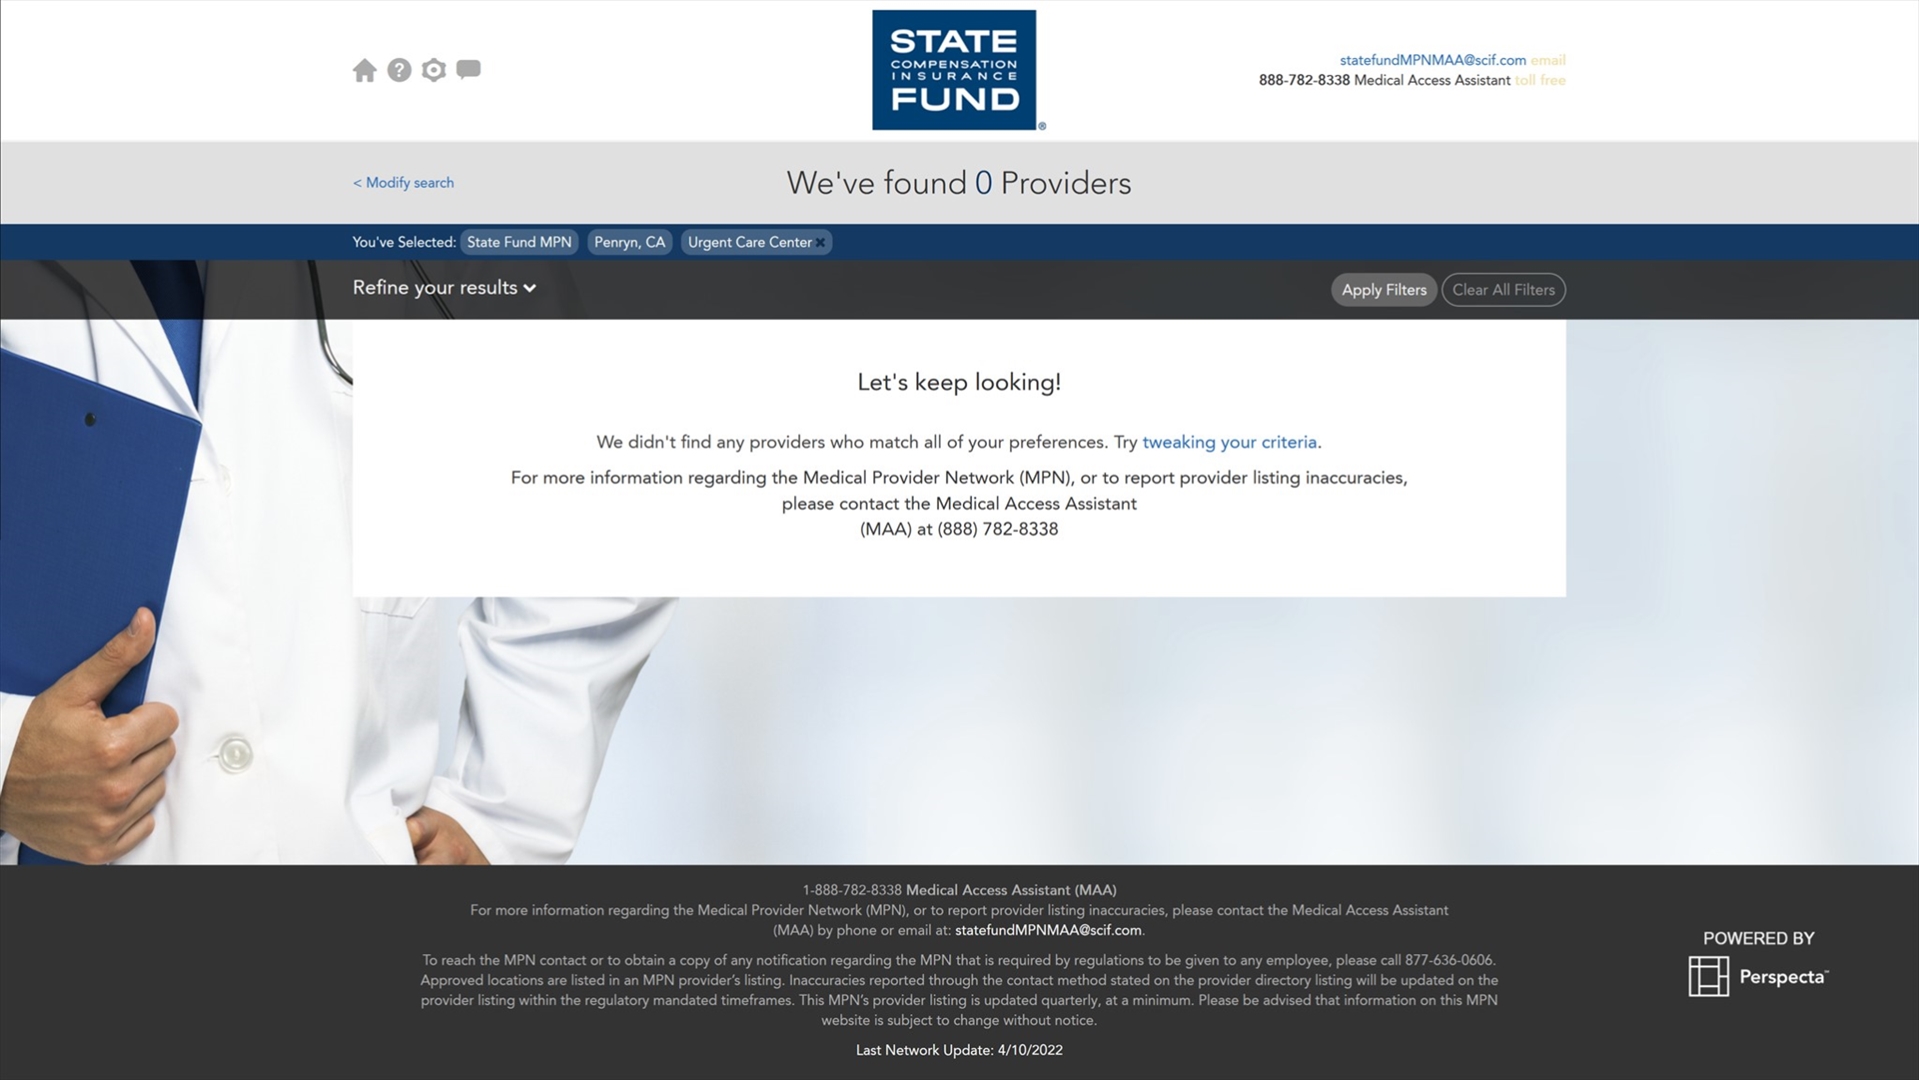 STATE
COMPENSATION
INSURANCE
FUND
®
statefundMPNMAA@scif.com email
888-782-8338 Medical Access Assistant toll free
< Modify search
We've found 0 Providers
You've Selected: State Fund MPN Penryn, CA Urgent Care Center ×
Refine your results
Apply Filters Clear All Filters
Let's keep looking!
We didn't find any providers who match all of your preferences. Try tweaking your criteria.
For more information regarding the Medical Provider Network (MPN), or to report provider listing inaccuracies,
please contact the Medical Access Assistant
(MAA) at (888) 782-8338
1-888-782-8338 Medical Access Assistant (MAA)
For more information regarding the Medical Provider Network (MPN), or to report provider listing inaccuracies, please contact the Medical Access Assistant
(MAA) by phone or email at: statefundMPNMAA@scif.com.
To reach the MPN contact or to obtain a copy of any notification regarding the MPN that is required by regulations to be given to any employee, please call 877-636-0606.
Approved locations are listed in an MPN provider's listing. Inaccuracies reported through the contact method stated on the provider directory listing will be updated on the
provider listing within the regulatory mandated timeframes. This MPN's provider listing is updated quarterly, at a minimum. Please be advised that information on this MPN
website is subject to change without notice.
Last Network Update: 4/10/2022
POWERED BY
Perspecta™